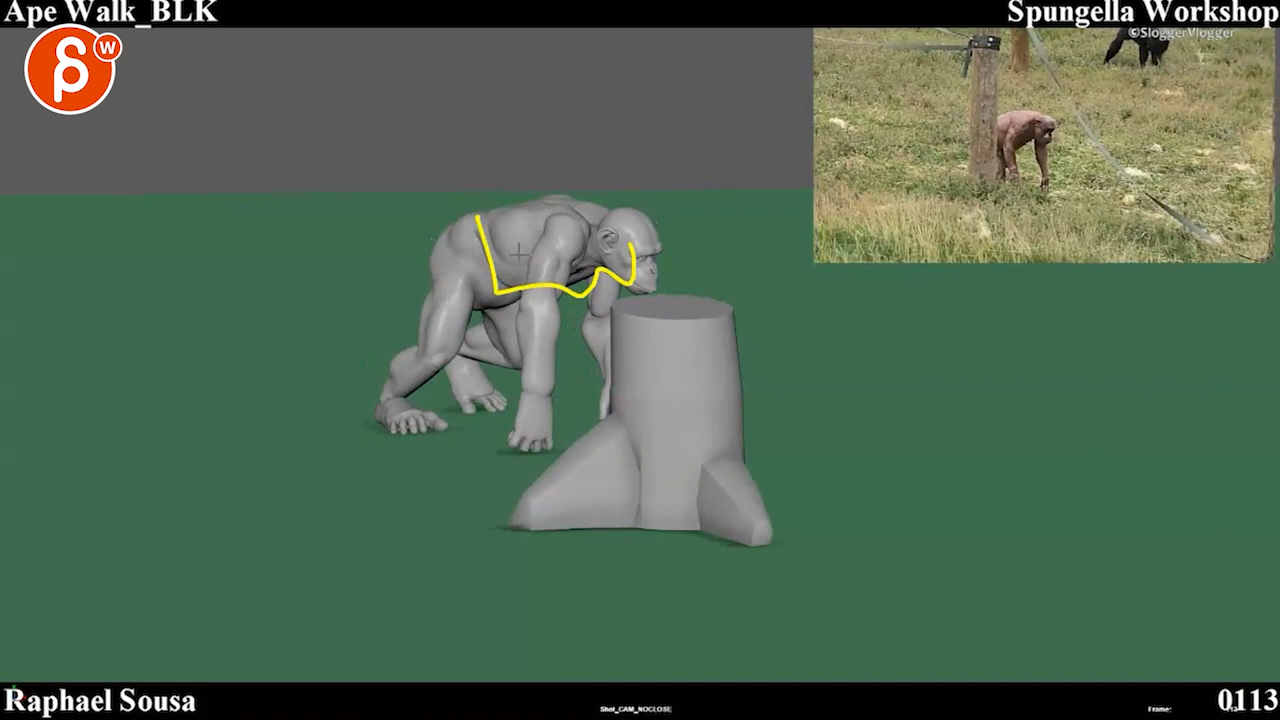 Ape Walk_BLK
Spungella Workshop
©SloggerVlogger
W
Raphael Sousa
Shot_CAM_NOCLOSE
Frame:
0113